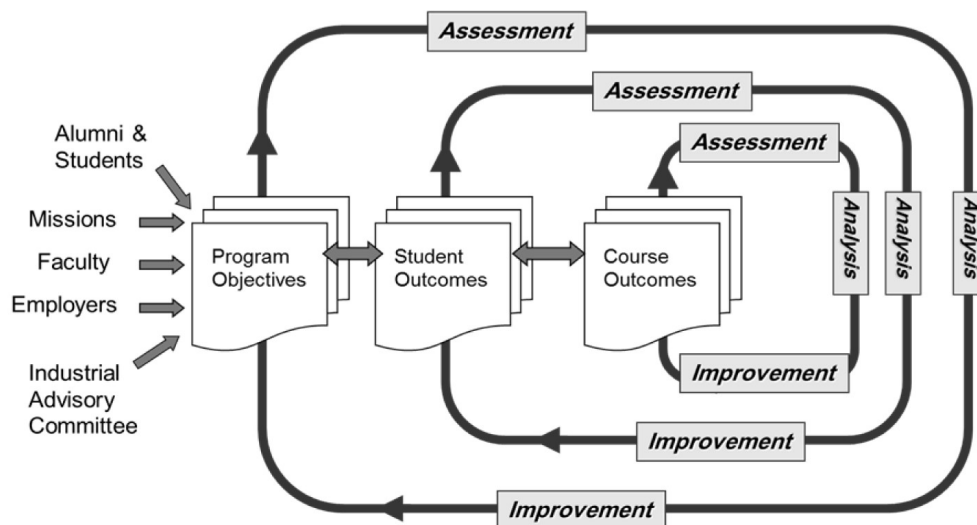 Assessment
Assessment
Assessment
Alumni &
Students
Missions
Faculty
Employers
Industrial
Advisory
Committee
Program
Objectives
Student
Outcomes
Course
Outcomes
Analysis
Analysis
Analysis
Improvement
Improvement
Improvement